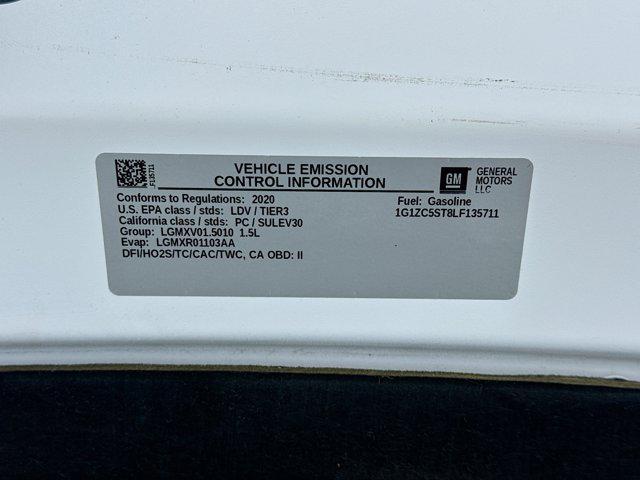 F135711
VEHICLE EMISSION
CONTROL INFORMATION
GM
GENERAL
MOTORS
LLC
Conforms to Regulations: 2020
U.S. EPA class / stds: LDV / TIER3
California class / stds: PC / SULEV30
Group: LGMXV01.5010 1.5L
Evap: LGMXR01103AA
DFI/HO2S/TC/CAC/TWC, CA OBD: II
Fuel: Gasoline
1G1ZC5ST8LF135711